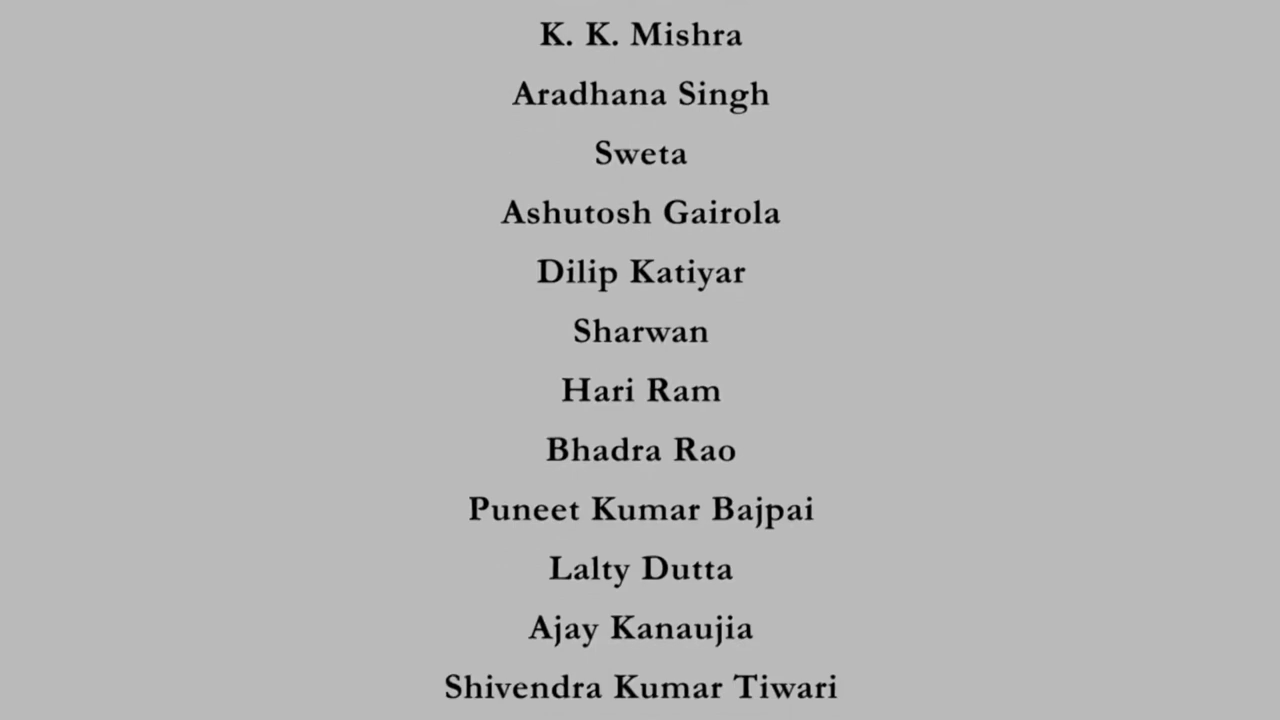 K. K. Mishra
Aradhana Singh
Sweta
Ashutosh Gairola
Dilip Katiyar
Sharwan
Hari Ram
Bhadra Rao
Puneet Kumar Bajpai
Lalty Dutta
Ajay Kanaujia
Shivendra Kumar Tiwari